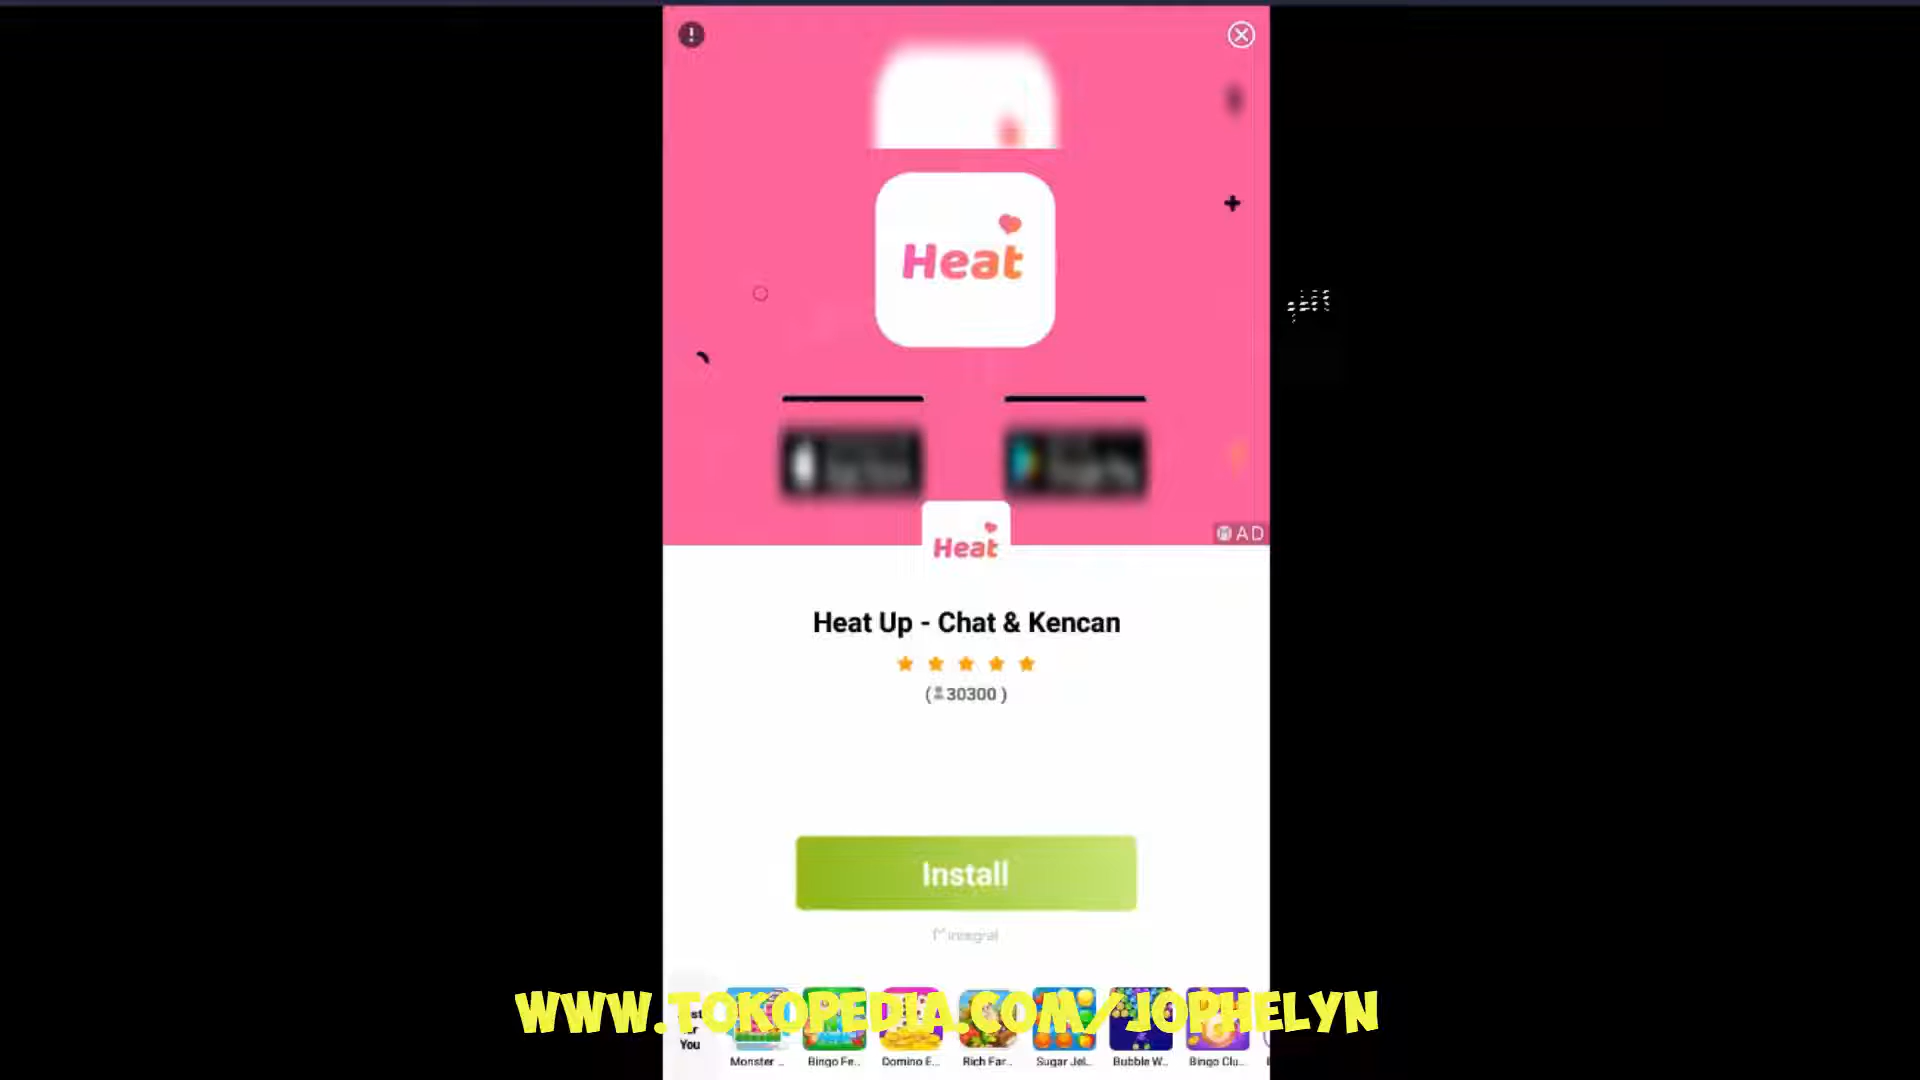 Heat
Heat
AD
Heat Up - Chat & Kencan
(30300 )
Install
WWW.TOKOPEDIA.COM/JOPHELYN
You
Monster ..
Bingo Fe..
Domino E...
Rich Far..
Sugar Jel..
Bubble W..
Bingo Clu..